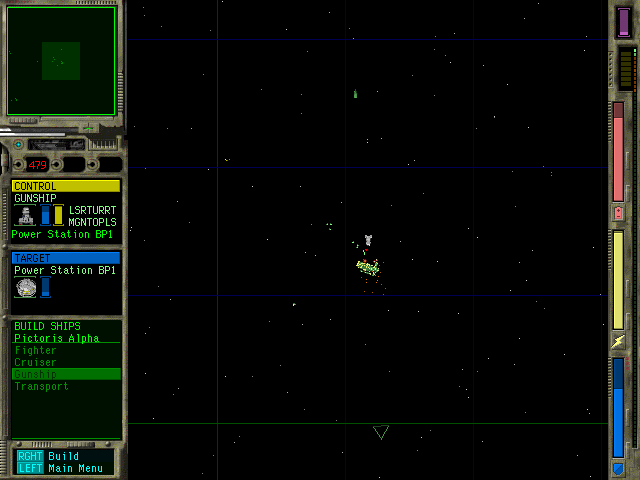 479
CONTROL
GUNSHIP
LSRTURRT
MGNTOPLS
Power Station BP1
TARGET
Power Station BP1
BUILD SHIPS
Pictoris Alpha
Fighter
Cruiser
Gunship
Transport
RGHT Build
LEFT Main Menu